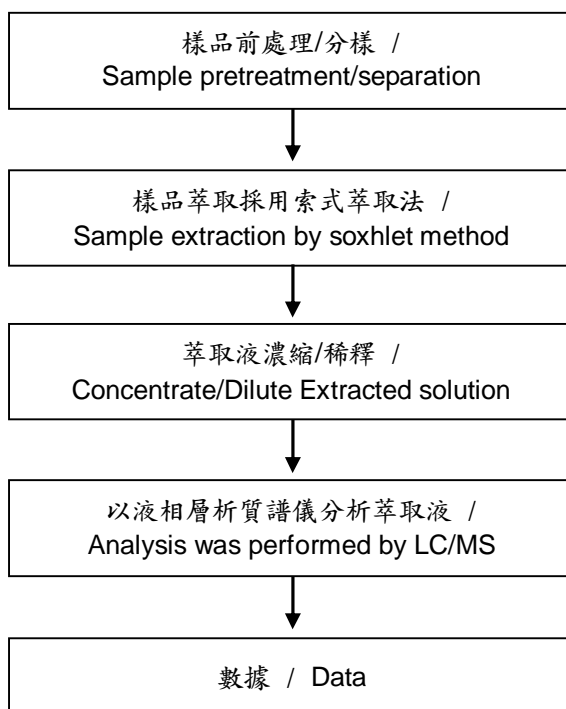 樣品前處理/分樣 /
Sample pretreatment/separation
樣品萃取採用索式萃取法 /
Sample extraction by soxhlet method
萃取液濃縮/稀釋 /
Concentrate/Dilute Extracted solution
以液相層析質譜儀分析萃取液 /
Analysis was performed by LC/MS
數據 / Data